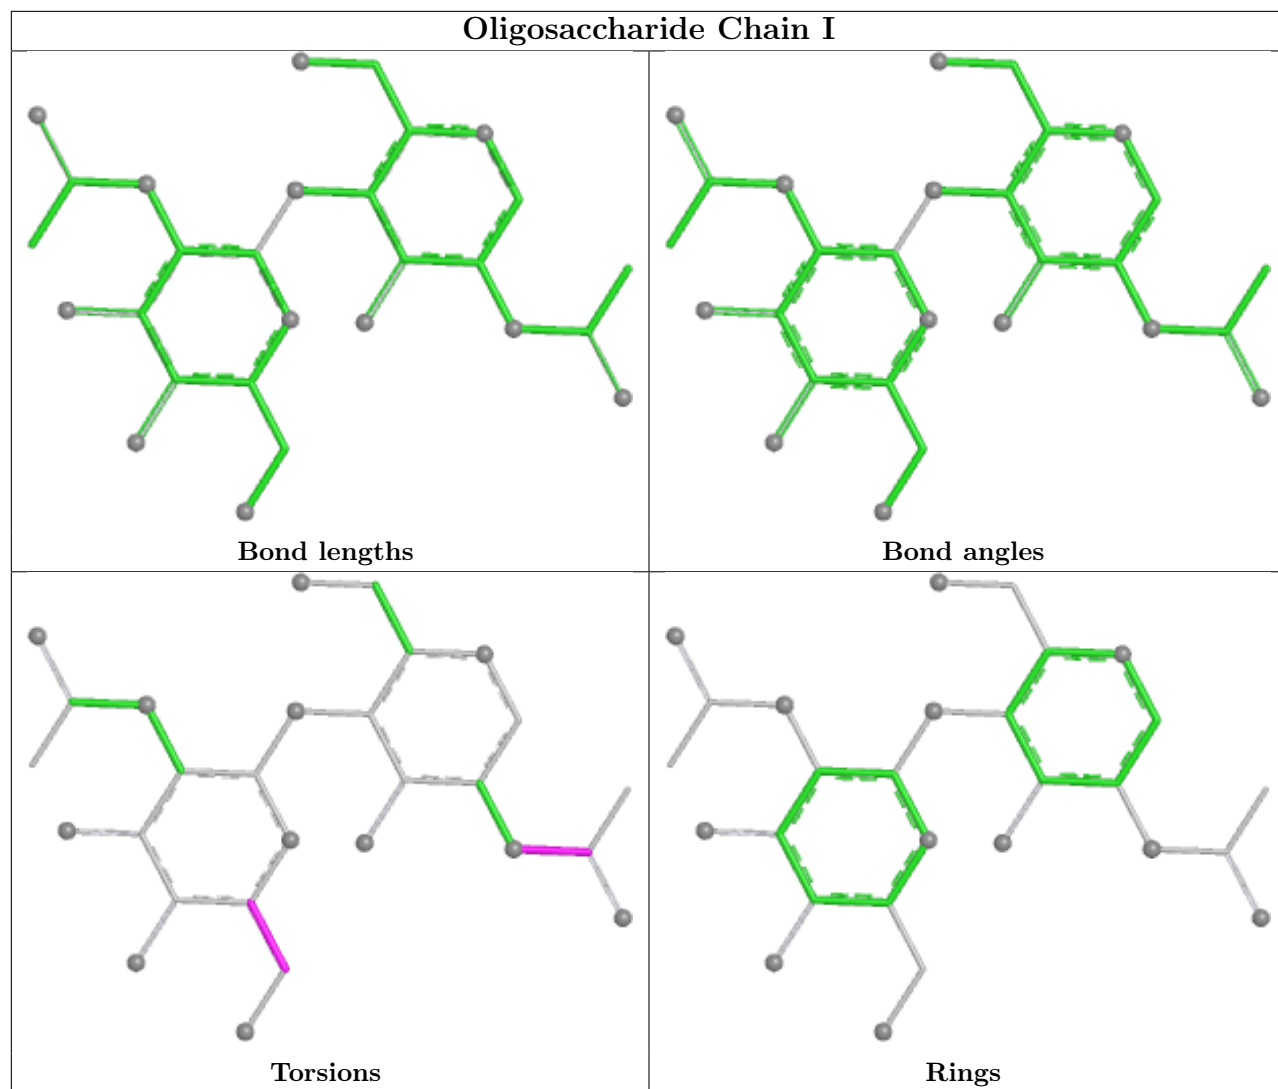 Oligosaccharide Chain I
Bond lengths
Bond angles
Torsions
Rings